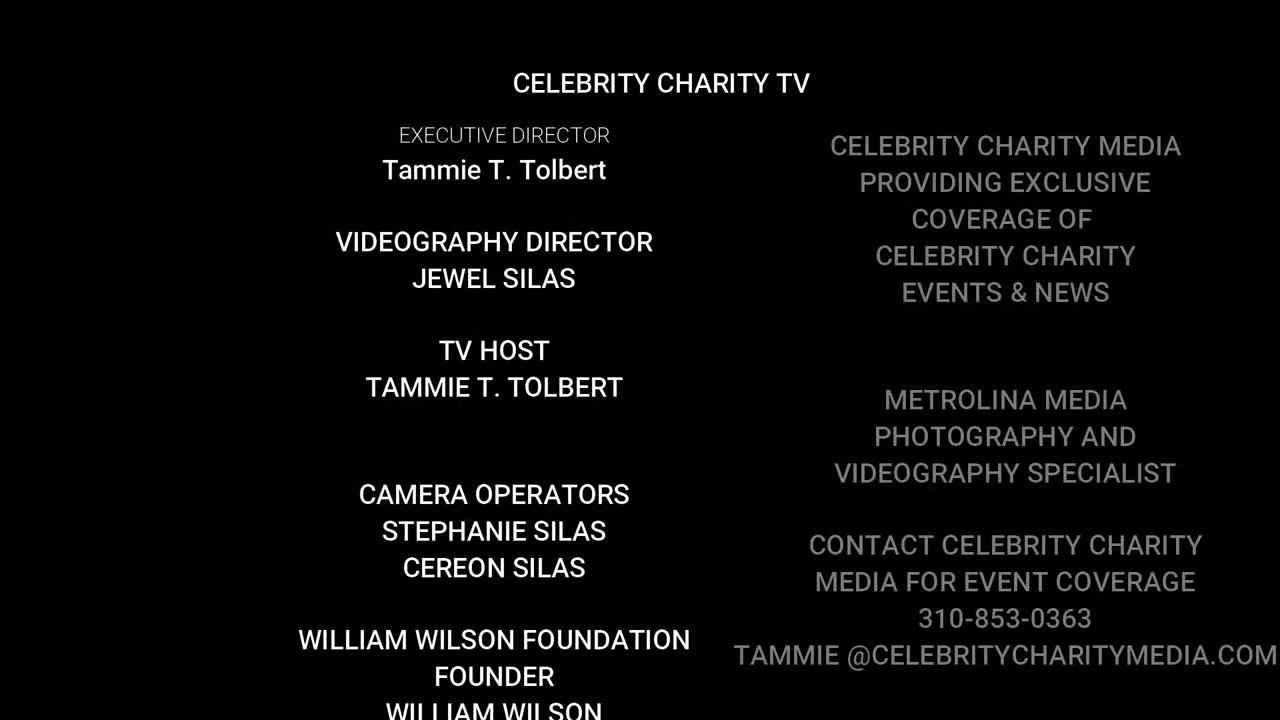 CELEBRITY CHARITY TV
EXECUTIVE DIRECTOR
Tammie T. Tolbert
VIDEOGRAPHY DIRECTOR
JEWEL SILAS
TV HOST
TAMMIE T. TOLBERT
CAMERA OPERATORS
STEPHANIE SILAS
CEREON SILAS
WILLIAM WILSON FOUNDATION
FOUNDER
WILLIAM WILSON
CELEBRITY CHARITY MEDIA
PROVIDING EXCLUSIVE
COVERAGE OF
CELEBRITY CHARITY
EVENTS & NEWS
METROLINA MEDIA
PHOTOGRAPHY AND
VIDEOGRAPHY SPECIALIST
CONTACT CELEBRITY CHARITY
MEDIA FOR EVENT COVERAGE
310-853-0363
TAMMIE @CELEBRITYCHARITYMEDIA.COM